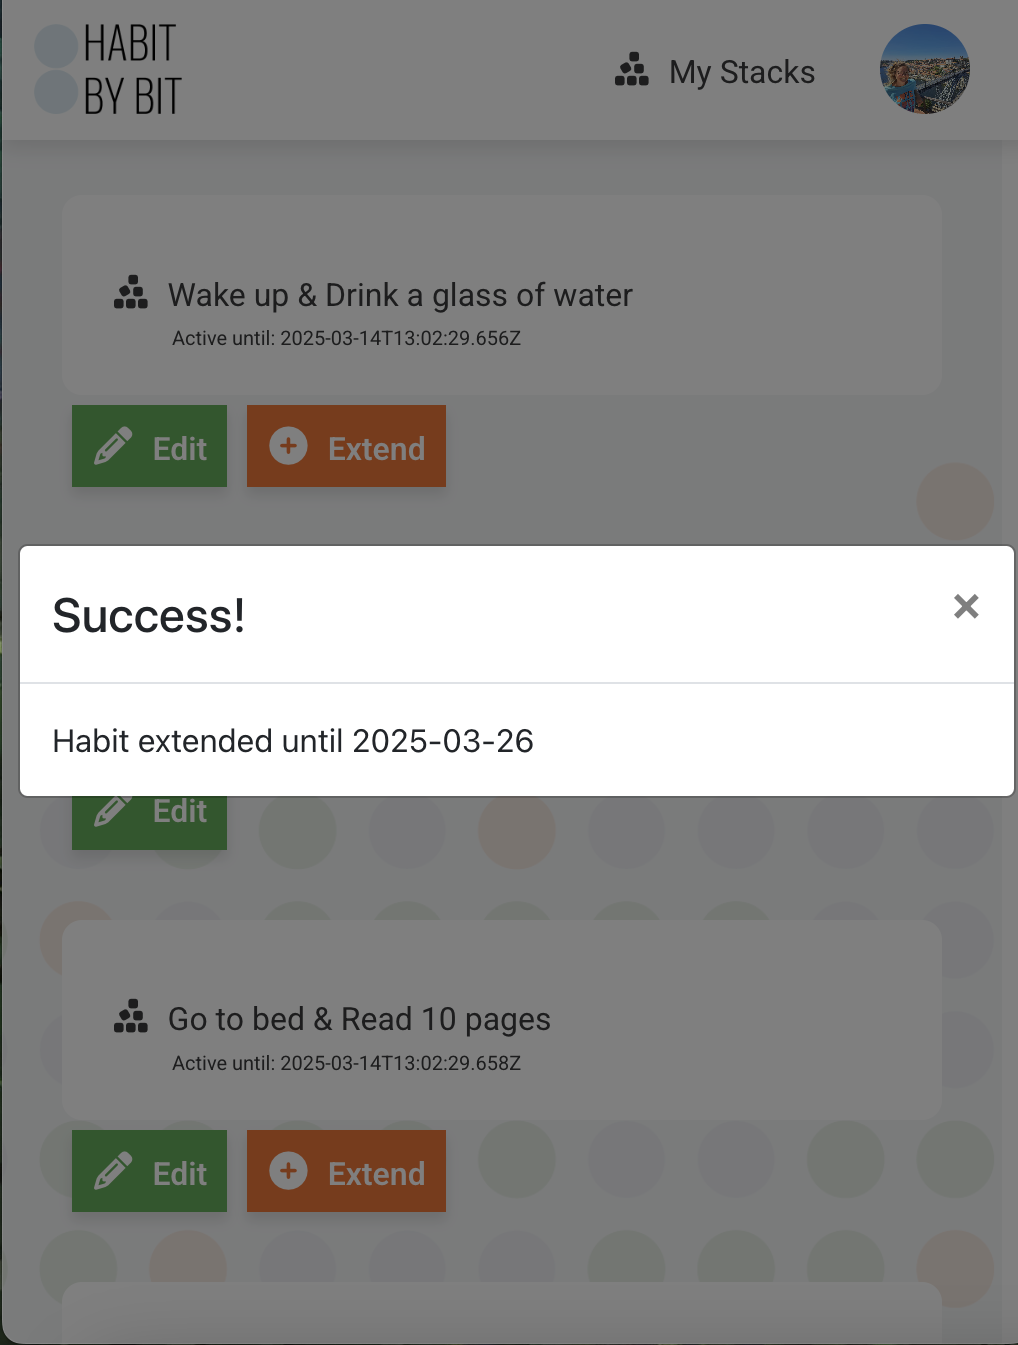 HABIT
BY BIT
My Stacks
Wake up & Drink a glass of water
Active until: 2025-03-14T13:02:29.656Z
Edit
Extend
Success!
×
Habit extended until 2025-03-26
Edit
Go to bed & Read 10 pages
Active until: 2025-03-14T13:02:29.658Z
Edit
Extend